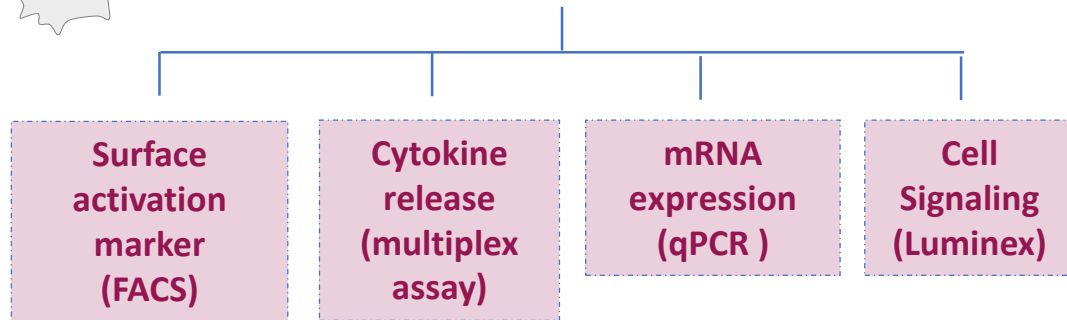 Surface
activation
marker
(FACS)
Cytokine
release
(multiplex
assay)
mRNA
expression
(qPCR )
Cell
Signaling
(Luminex)